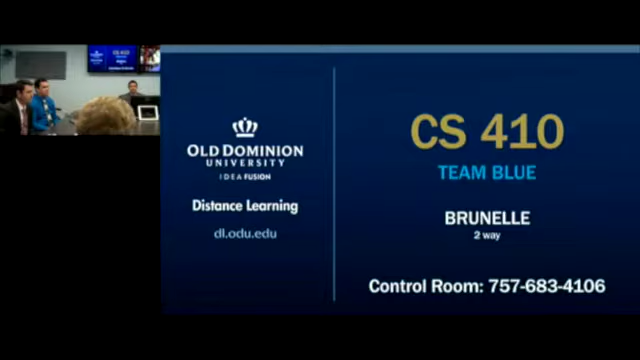 OLD DOMINION
UNIVERSITY
IDEA FUSION
Distance Learning
dl.odu.edu
CS 410
TEAM BLUE
BRUNELLE
2 way
Control Room: 757-683-4106